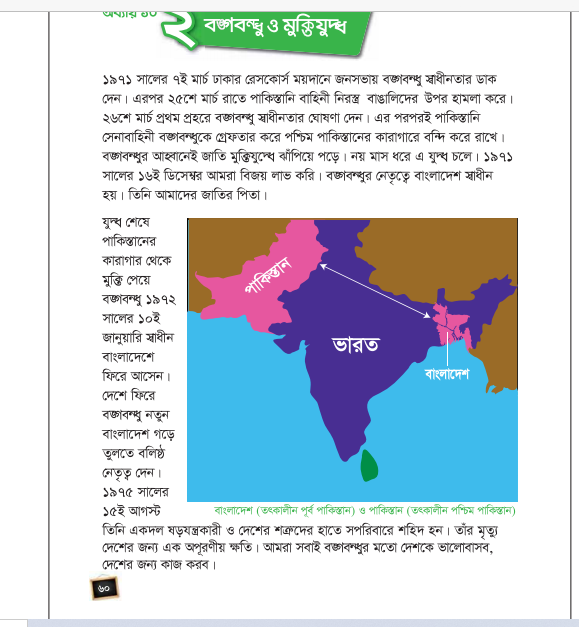 অধ্যায় ১০
২ বঙ্গবন্ধু ও মুক্তিযুদ্ধ
১৯৭১ সালের ৭ই মার্চ ঢাকার রেসকোর্স ময়দানে জনসভায় বঙ্গবন্ধু স্বাধীনতার ডাক
দেন। এরপর ২৫শে মার্চ রাতে পাকিস্তানি বাহিনী নিরস্ত্র বাঙালিদের উপর হামলা করে।
২৬শে মার্চ প্রথম প্রহরে বঙ্গবন্ধু স্বাধীনতার ঘোষণা দেন। এর পরপরই পাকিস্তানি
সেনাবাহিনী বঙ্গবন্ধুকে গ্রেফতার করে পশ্চিম পাকিস্তানের কারাগারে বন্দি করে রাখে।
বঙ্গবন্ধুর আহ্বানেই জাতি মুক্তিযুদ্ধে ঝাঁপিয়ে পড়ে। নয় মাস ধরে এ যুদ্ধ চলে। ১৯৭১
সালের ১৬ই ডিসেম্বর আমরা বিজয় লাভ করি। বঙ্গবন্ধুর নেতৃত্বে বাংলাদেশ স্বাধীন
হয়। তিনি আমাদের জাতির পিতা।
যুদ্ধ শেষে
পাকিস্তানের
কারাগার থেকে
মুক্তি পেয়ে
বঙ্গবন্ধু ১৯৭২
সালের ১০ই
জানুয়ারি স্বাধীন
বাংলাদেশে
ফিরে আসেন।
দেশে ফিরে
বঙ্গবন্ধু নতুন
বাংলাদেশ গড়ে
তুলতে বলিষ্ঠ
নেতৃত্ব দেন।
১৯৭৫ সালের
১৫ই আগস্ট
পাকিস্তান
ভারত
বাংলাদেশ
বাংলাদেশ (তৎকালীন পূর্ব পাকিস্তান) ও পাকিস্তান (তৎকালীন পশ্চিম পাকিস্তান)
তিনি একদল ষড়যন্ত্রকারী ও দেশের শত্রুদের হাতে সপরিবারে শহিদ হন। তাঁর মৃত্যু
দেশের জন্য এক অপূরণীয় ক্ষতি। আমরা সবাই বঙ্গবন্ধুর মতো দেশকে ভালোবাসব,
দেশের জন্য কাজ করব।
৬০